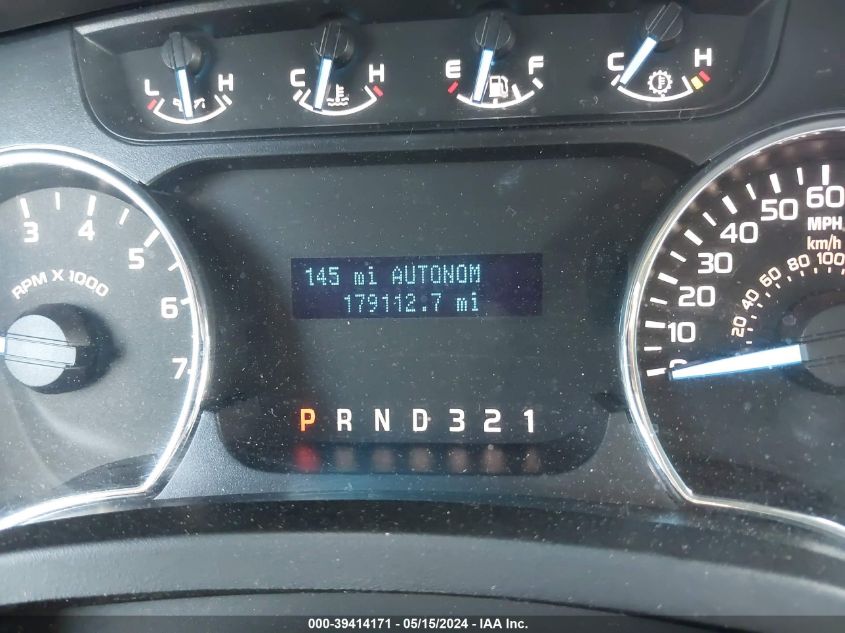 L H C H E F C H
3 4 5 6 7
RPM X 1000
145 mi AUTONOM
179112.7 mi
P R N D 3 2 1
0 10 20 30 40 50 60
MPH
km/h
20 40 60 80 100
000-39414171 - 05/15/2024 - IAA Inc.